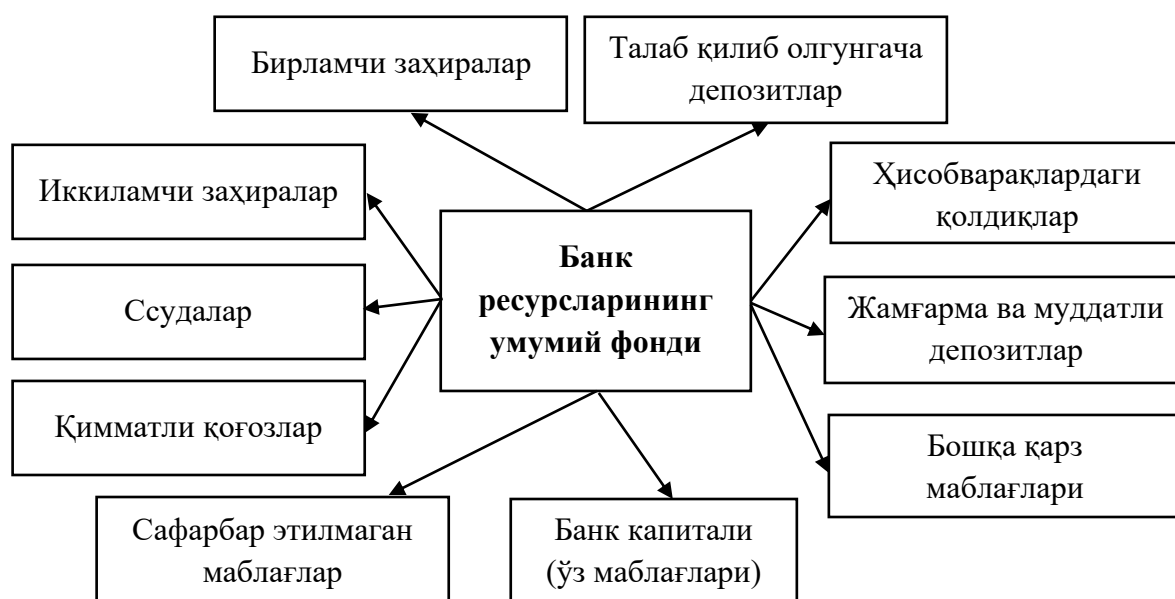 Бирламчи заҳиралар
Талаб қилиб олгунгача
депозитлар
Иккиламчи заҳиралар
Ҳисобварақлардаги
қолдиқлар
Банк
ресурсларининг
умумий фонди
Ссудалар
Жамғарма ва муддатли
депозитлар
Қимматли қоғозлар
Бошқа қарз
маблағлари
Сафарбар этилмаган
маблағлар
Банк капитали
(ўз маблағлари)